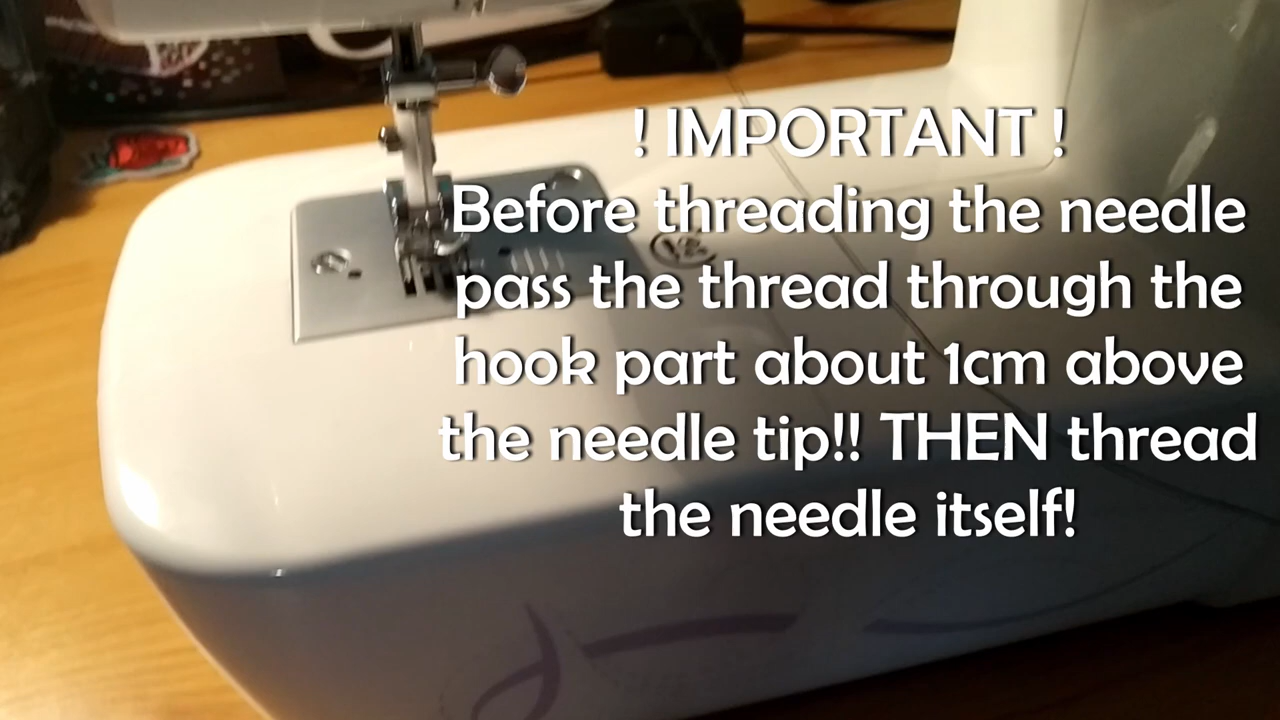 ! IMPORTANT !
Before threading the needle
pass the thread through the
hook part about 1cm above
the needle tip!! THEN thread
the needle itself!